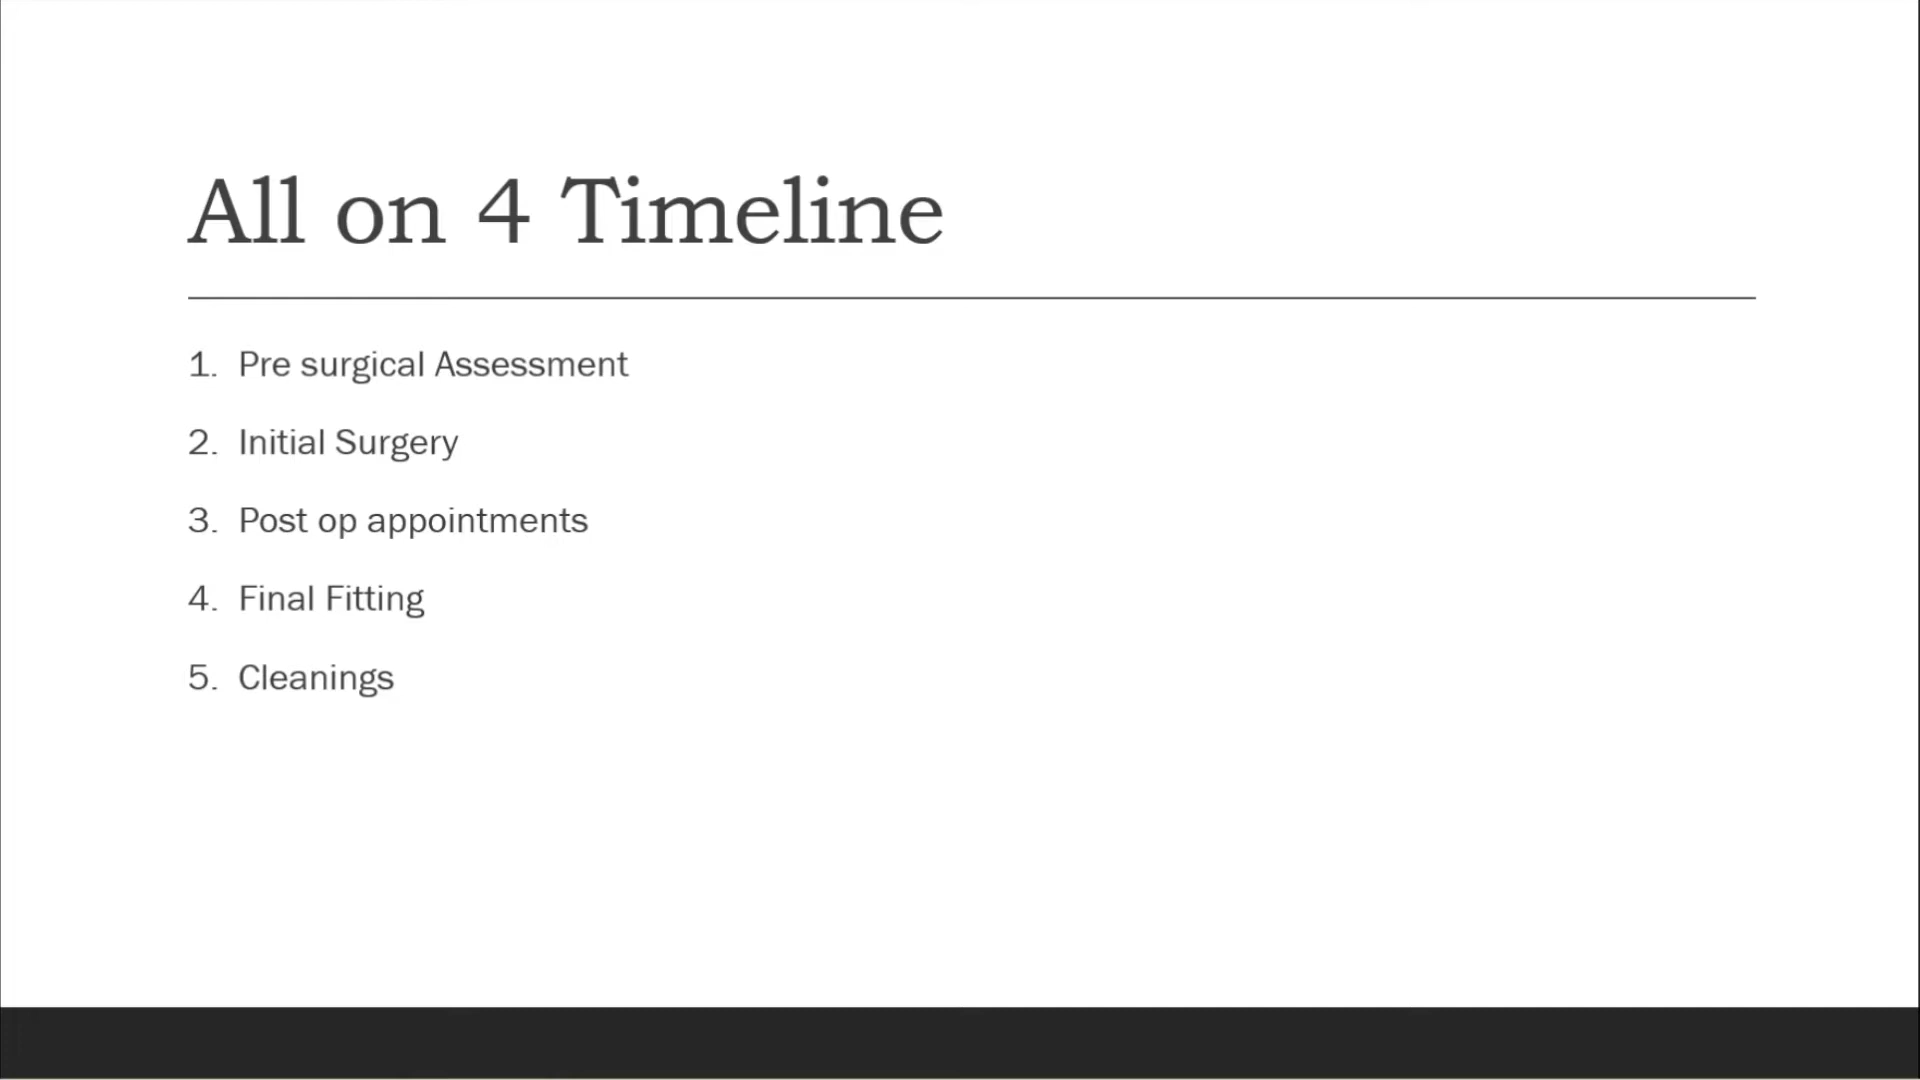 All on 4 Timeline
1. Pre surgical Assessment
2. Initial Surgery
3. Post op appointments
4. Final Fitting
5. Cleanings